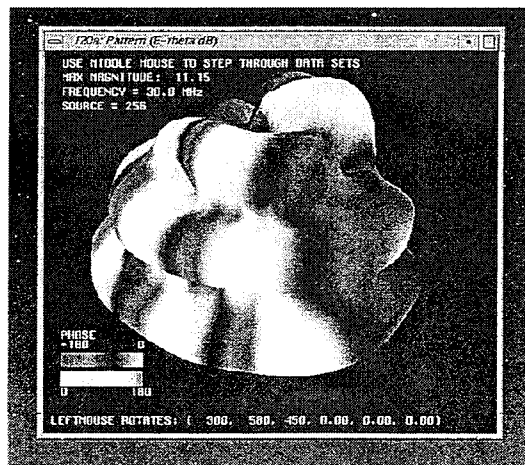 f20s: Pattern (E-theta dB)
USE MIDDLE MOUSE TO STEP THROUGH DATA SETS
MAX MAGNITUDE: 11.15
FREQUENCY = 30.0 MHz
SOURCE = 256
PHASE
-180 0
0 180
LEFTMOUSE ROTATES: ( 300, 580, 450, 0.00, 0.00, 0.00)